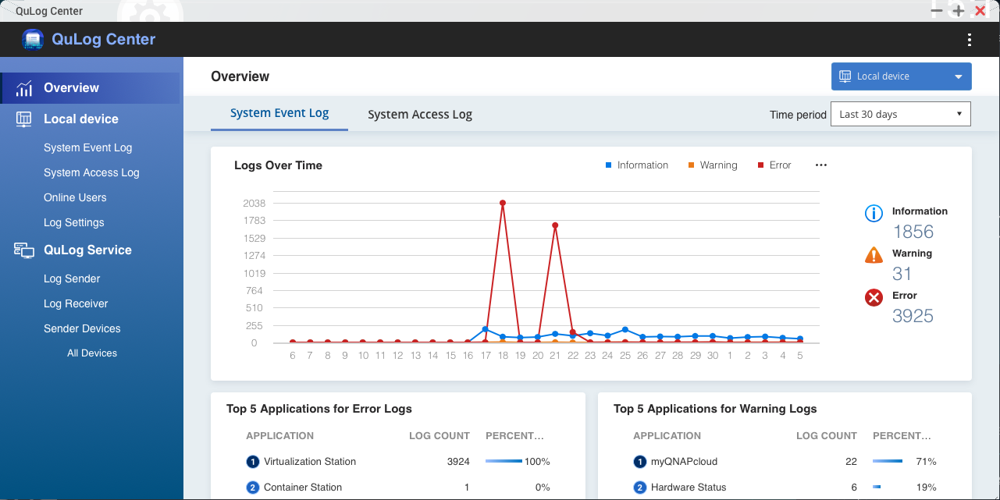 QuLog Center
QuLog Center
Overview
Local device
System Event Log
System Access Log
Online Users
Log Settings
QuLog Service
Log Sender
Log Receiver
Sender Devices
All Devices
Overview
Local device
System Event Log System Access Log
Time period Last 30 days
Logs Over Time
Information Warning Error
2038
1783
1529
1274
1019
764
510
255
0
6 7 8 9 10 11 12 13 14 15 16 17 18 19 20 21 22 23 24 25 26 27 28 29 30 1 2 3 4 5
Information
1856
Warning
31
Error
3925
Top 5 Applications for Error Logs
APPLICATION LOG COUNT PERCENT...
1 Virtualization Station 3924 100%
2 Container Station 1 0%
Top 5 Applications for Warning Logs
APPLICATION LOG COUNT PERCENT...
1 myQNAPcloud 22 71%
2 Hardware Status 6 19%